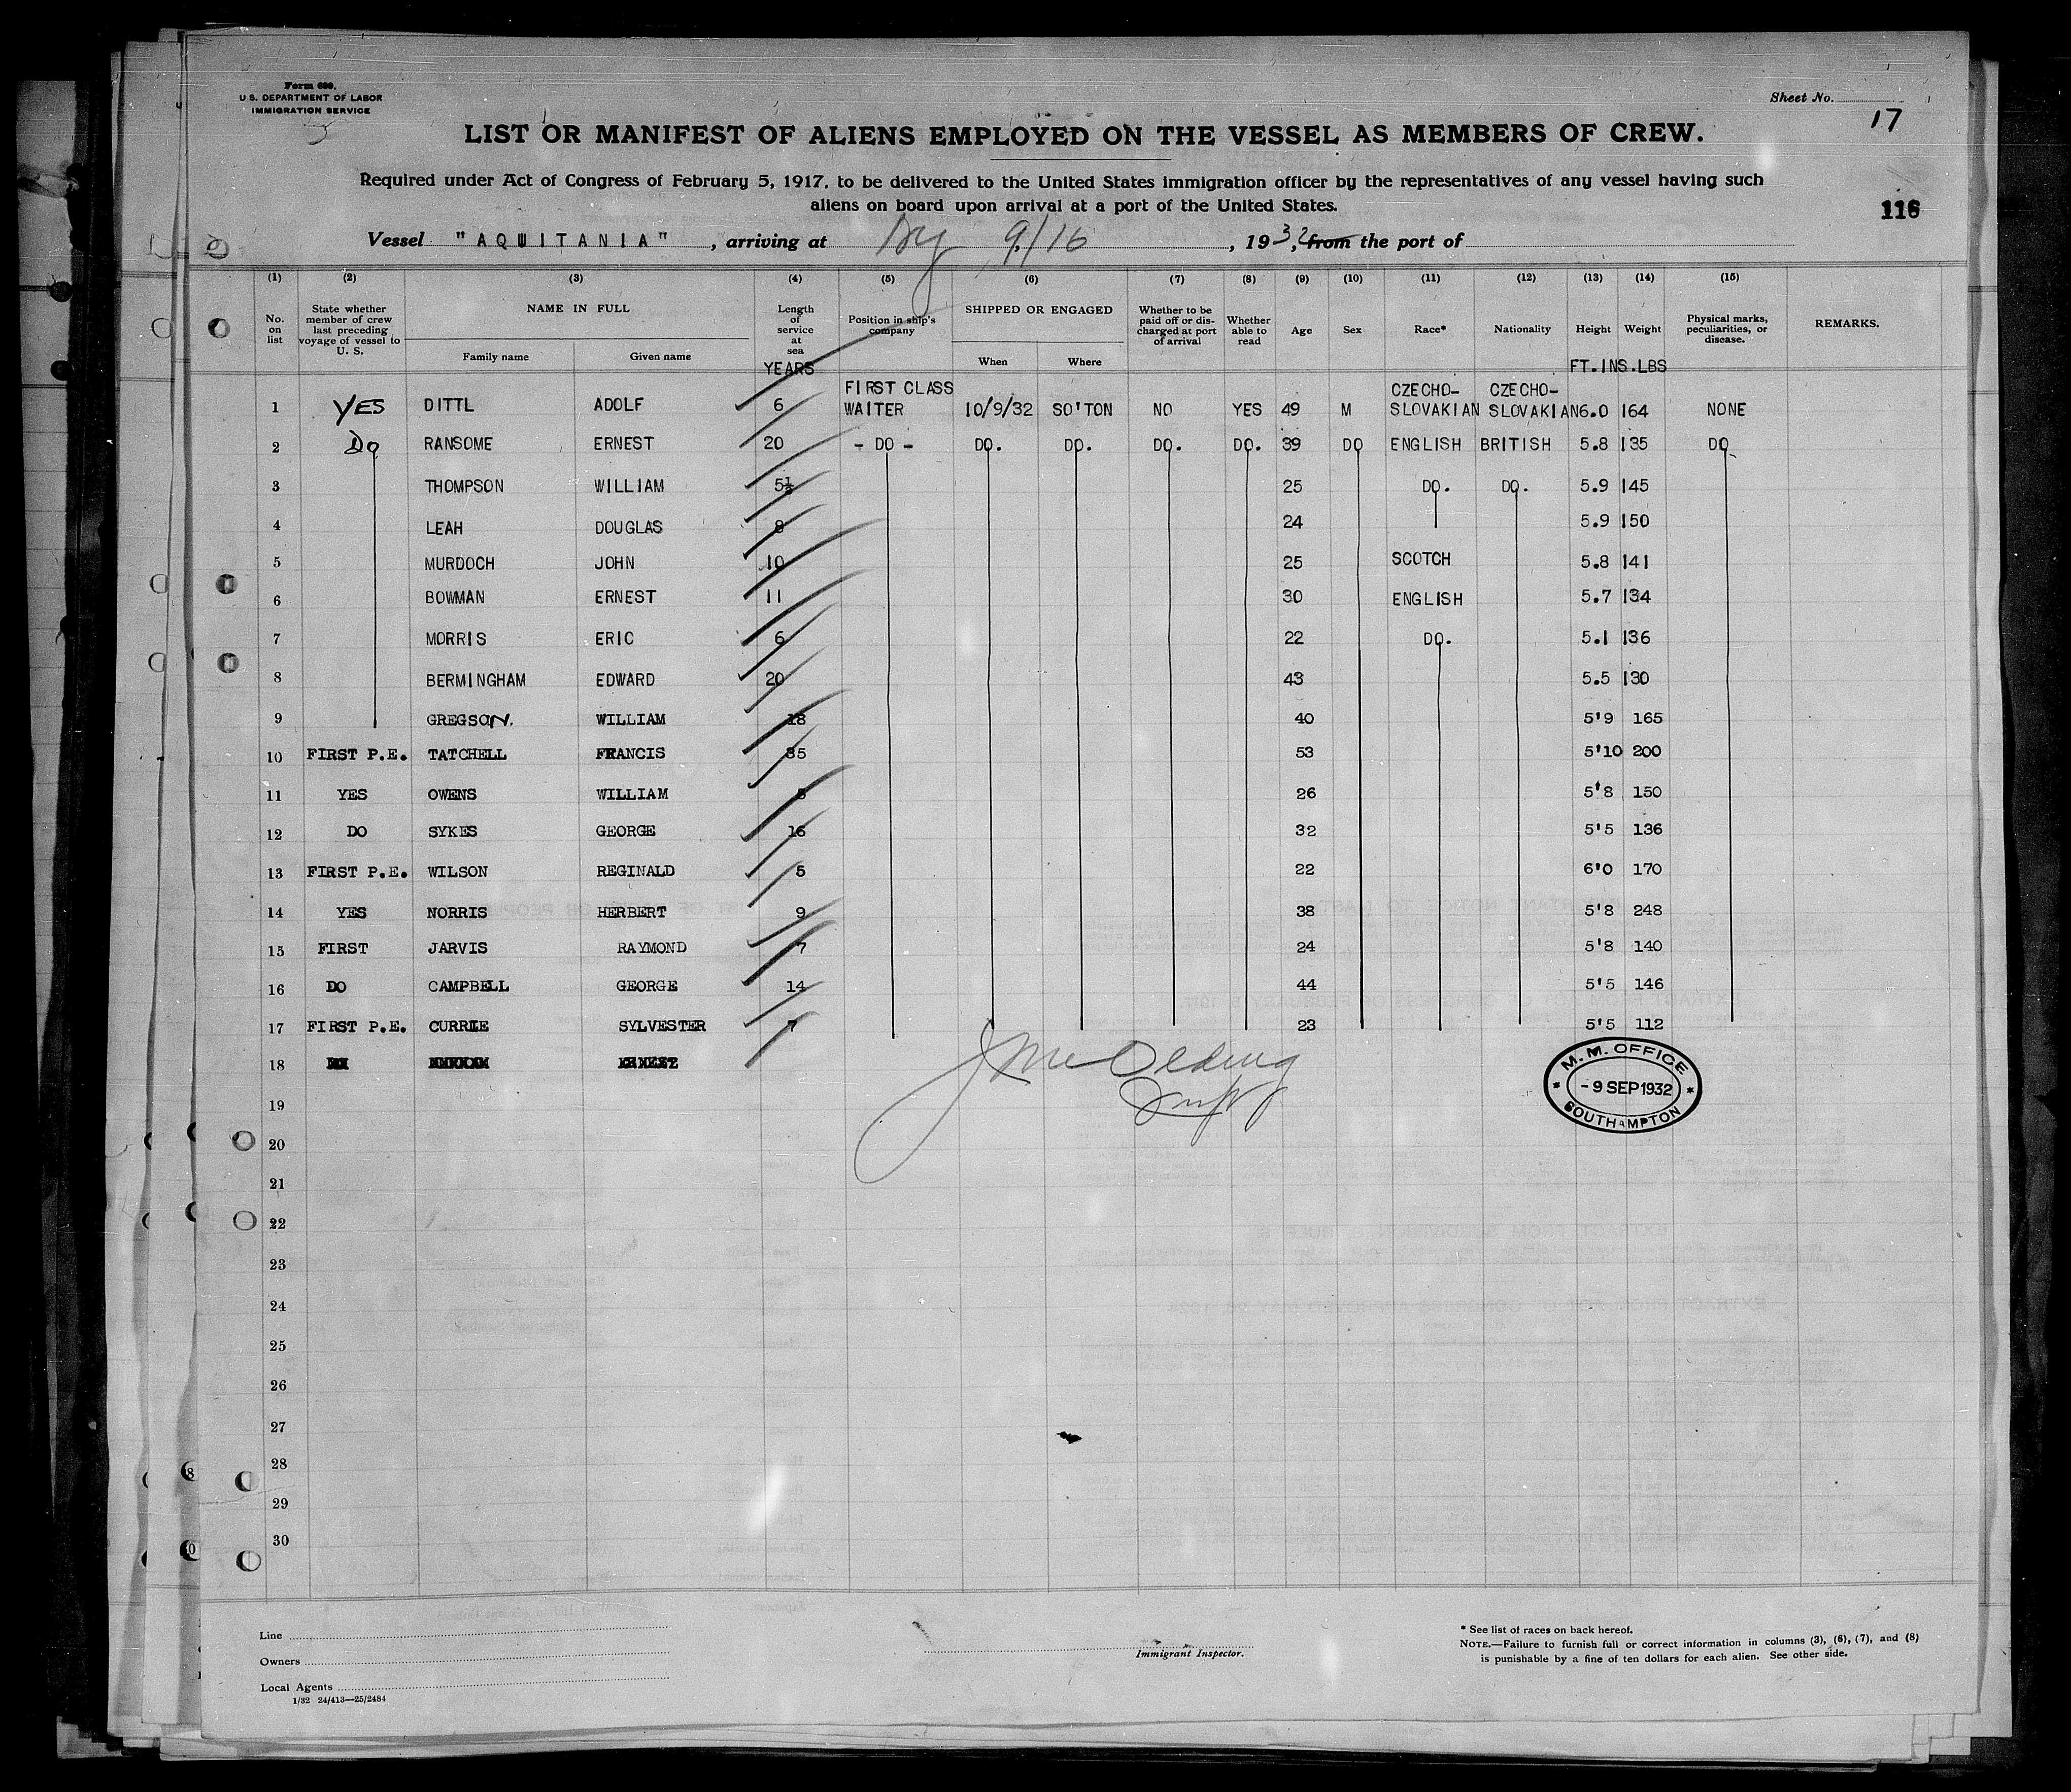 Form 680.
U.S. DEPARTMENT OF LABOR
IMMIGRATION SERVICE
Sheet No.
17
LIST OR MANIFEST OF ALIENS EMPLOYED ON THE VESSEL AS MEMBERS OF CREW.
Required under Act of Congress of February 5, 1917, to be delivered to the United States immigration officer by the representatives of any vessel having such
aliens on board upon arrival at a port of the United States.
116
Vessel "AQUITANIA", arriving at Ny 9/16, 1932, from the port of
(1) (2) (3) (4) (5) (6) (7) (8) (9) (10) (11) (12) (13) (14) (15)
No. on list
State whether member of crew last preceding voyage of vessel to U. S.
NAME IN FULL
Family name
Given name
Length of service at sea
YEARS
Position in ship's company
SHIPPED OR ENGAGED
When
Where
Whether to be paid off or discharged at port of arrival
Whether able to read
Age
Sex
Race*
Nationality
Height
Weight
FT.INS.LBS
Physical marks, peculiarities, or disease.
REMARKS.
1 YES DITTL ADOLF 6 FIRST CLASS WAITER 10/9/32 SO'TON NO YES 49 M CZECHO-SLOVAKIAN CZECHO-SLOVAKIAN 6.0 164 NONE
2 Do RANSOME ERNEST 20 - DO - DO. DO. DO. DO. 39 DO ENGLISH BRITISH 5.8 135 DO
3 THOMPSON WILLIAM 5½ 25 DO. DO. 5.9 145
4 LEAH DOUGLAS 8 24 5.9 150
5 MURDOCH JOHN 10 25 SCOTCH 5.8 141
6 BOWMAN ERNEST 11 30 ENGLISH 5.7 134
7 MORRIS ERIC 6 22 DO. 5.1 136
8 BERMINGHAM EDWARD 20 43 5.5 130
9 GREGSON. WILLIAM 18 40 5'9 165
10 FIRST P.E. TATCHELL FRANCIS 35 53 5'10 200
11 YES OWENS WILLIAM 26 5'8 150
12 DO SYKES GEORGE 16 32 5'5 136
13 FIRST P.E. WILSON REGINALD 5 22 6'0 170
14 YES NORRIS HERBERT 9 38 5'8 248
15 FIRST JARVIS RAYMOND 7 24 5'8 140
16 DO CAMPBELL GEORGE 14 44 5'5 146
17 FIRST P.E. CURRIE SYLVESTER 7 23 5'5 112
18
M.M. OFFICE
- 9 SEP 1932
SOUTHAMPTON
19
20
21
22
23
24
25
26
27
28
29
30
Line
Owners
Local Agents
1/32 24/413—25/2484
Immigrant Inspector.
* See list of races on back hereof.
NOTE.—Failure to furnish full or correct information in columns (3), (6), (7), and (8)
is punishable by a fine of ten dollars for each alien. See other side.